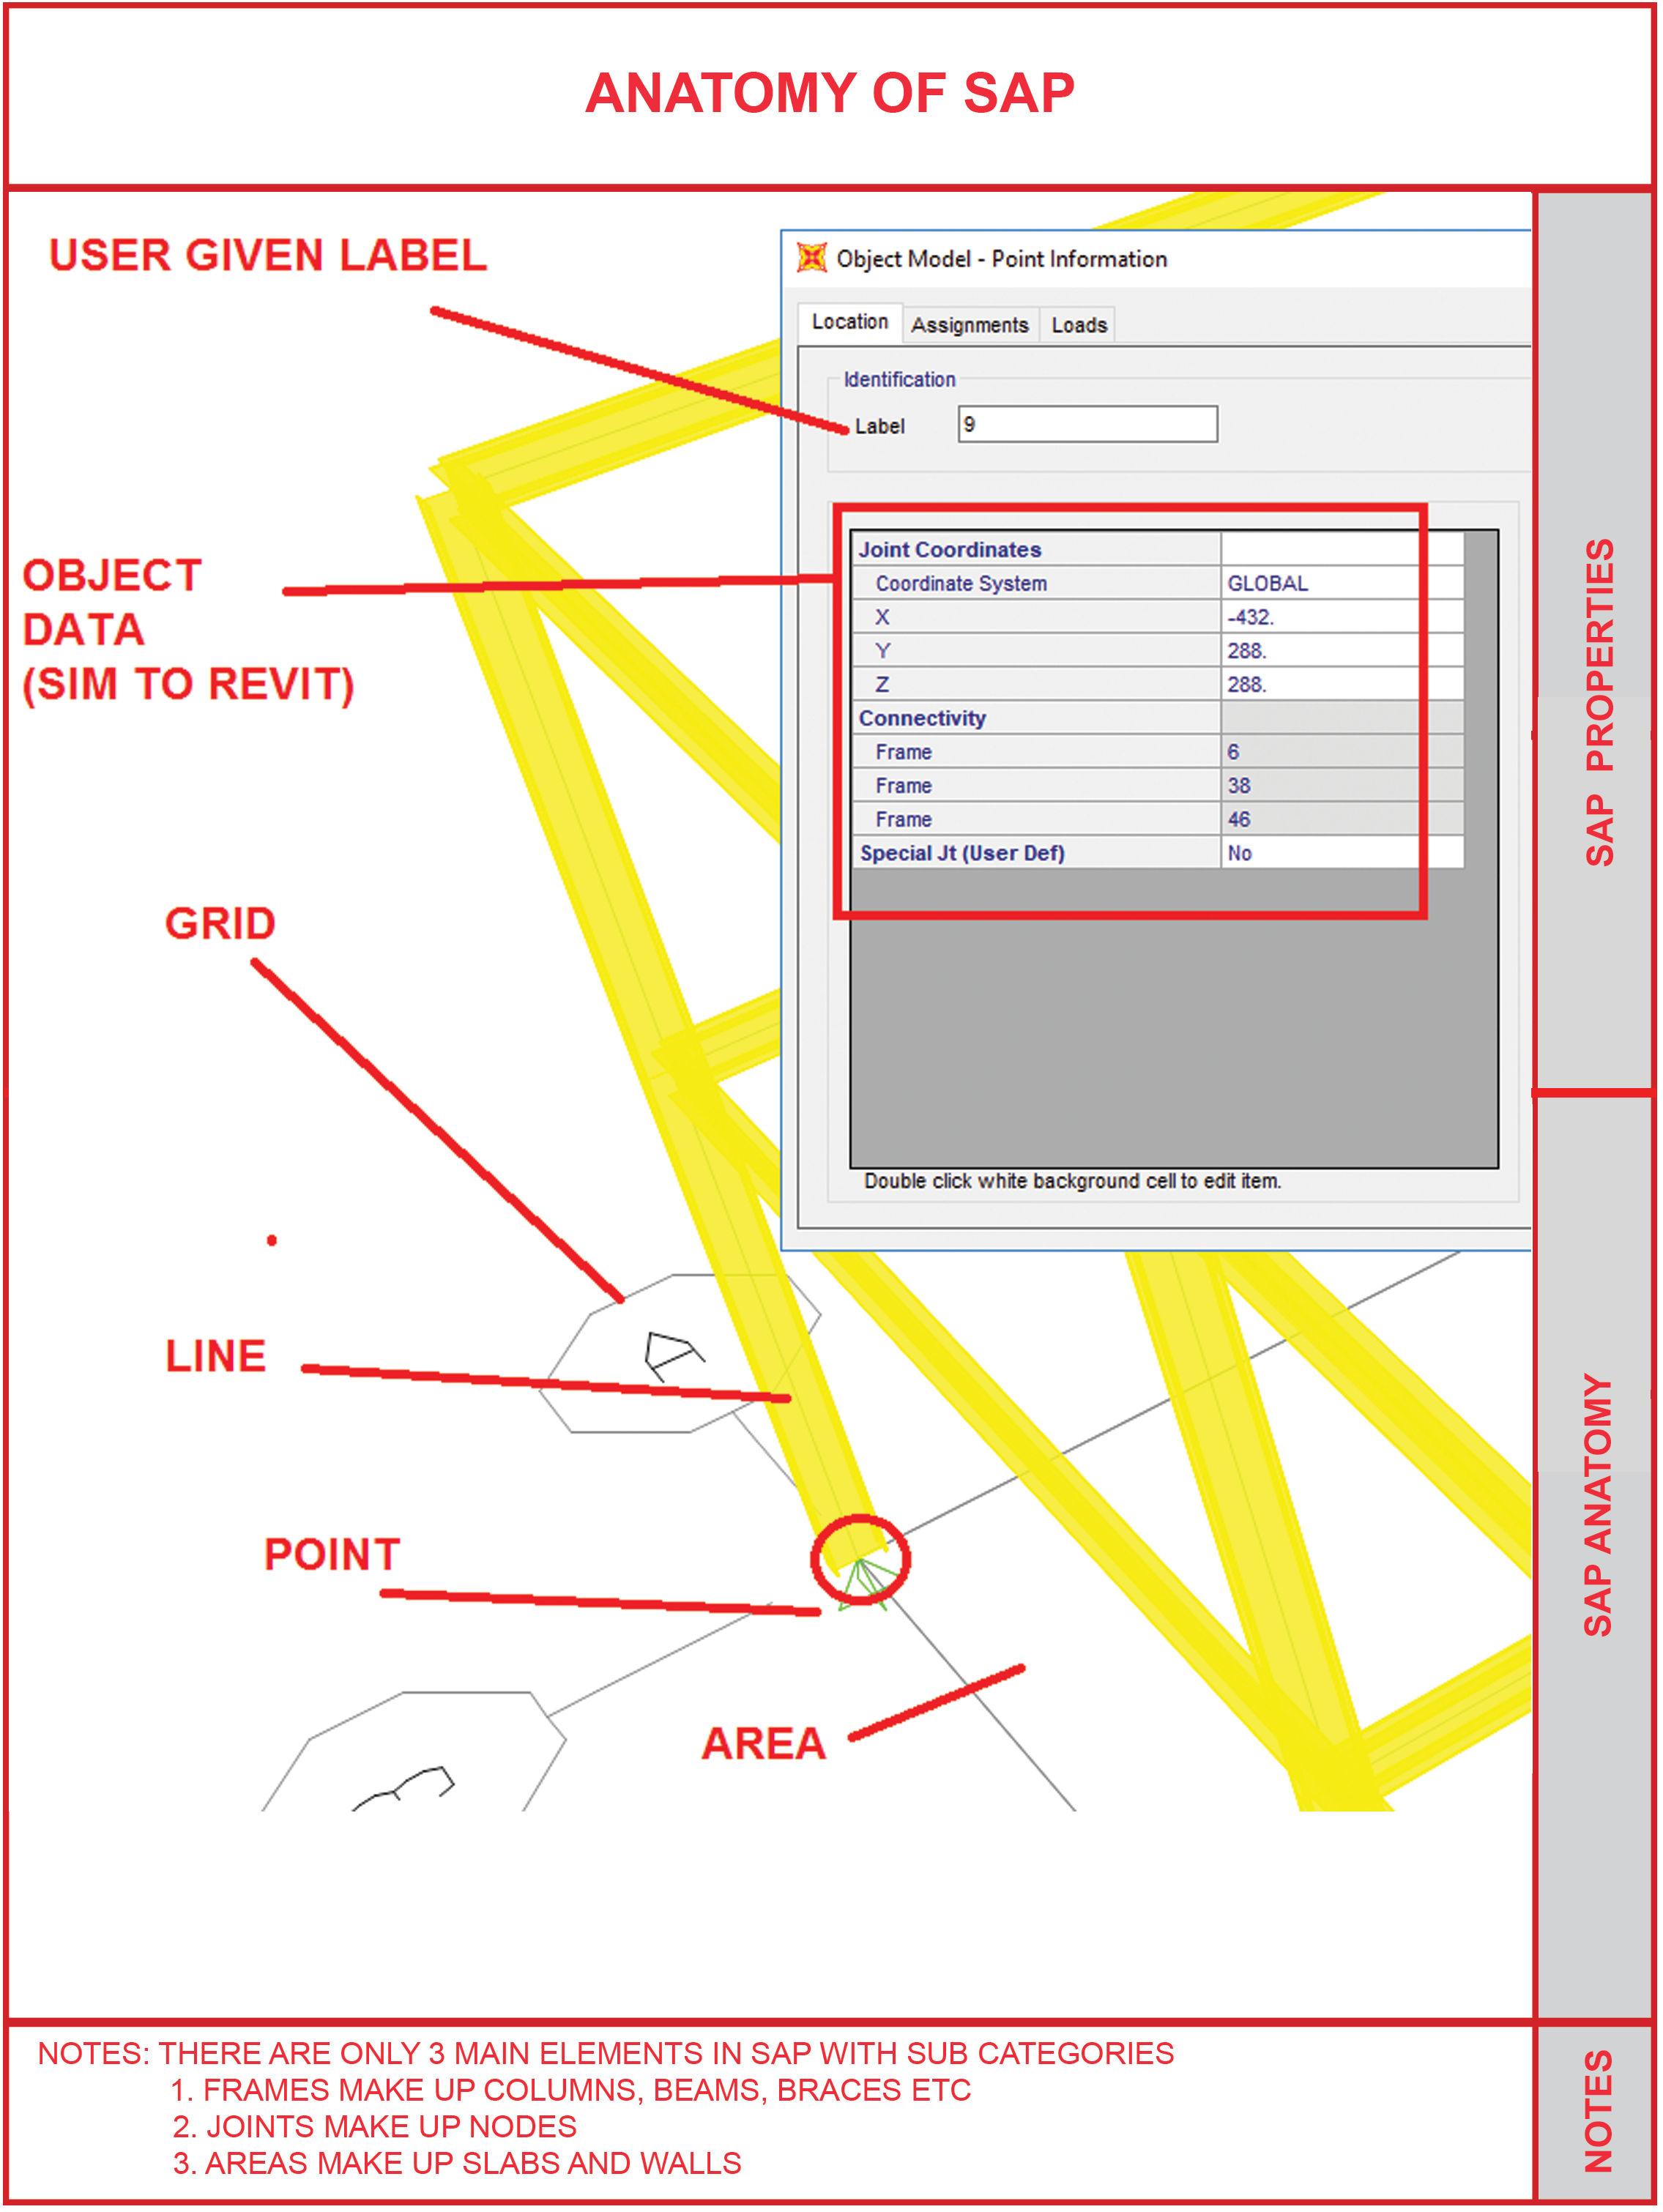 ANATOMY OF SAP
USER GIVEN LABEL
Object Model - Point Information
Location Assignments Loads
Identification
Label 9
OBJECT
DATA
(SIM TO REVIT)
Joint Coordinates
Coordinate System GLOBAL
X -432.
Y 288.
Z 288.
Connectivity
Frame 6
Frame 38
Frame 46
Special Jt (User Def) No
Double click white background cell to edit item.
GRID
LINE
POINT
AREA
SAP PROPERTIES
SAP ANATOMY
NOTES
NOTES: THERE ARE ONLY 3 MAIN ELEMENTS IN SAP WITH SUB CATEGORIES
1. FRAMES MAKE UP COLUMNS, BEAMS, BRACES ETC
2. JOINTS MAKE UP NODES
3. AREAS MAKE UP SLABS AND WALLS